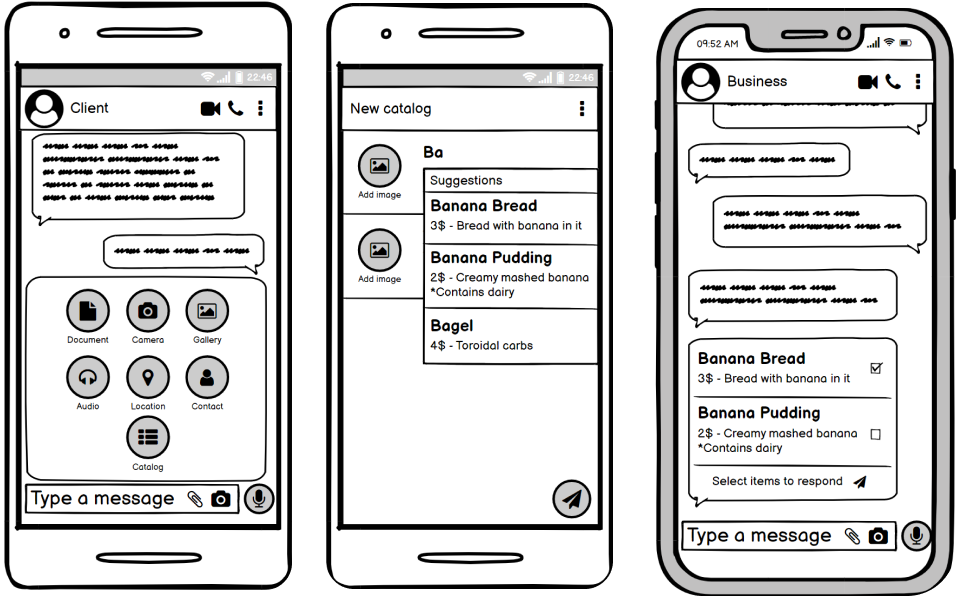 22:46
Client
Document
Camera
Gallery
Audio
Location
Contact
Catalog
Type a message
22:46
New catalog
Add image
Ba
Suggestions
Banana Bread
3$ - Bread with banana in it
Add image
Banana Pudding
2$ - Creamy mashed banana
*Contains dairy
Bagel
4$ - Toroidal carbs
09:52 AM
Business
Banana Bread
3$ - Bread with banana in it
Banana Pudding
2$ - Creamy mashed banana
*Contains dairy
Select items to respond
Type a message